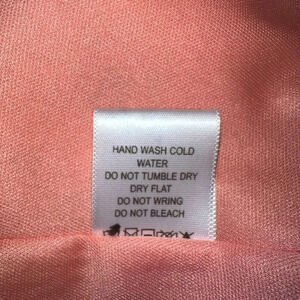 HAND WASH COLD
WATER
DO NOT TUMBLE DRY
DRY FLAT
DO NOT WRING
DO NOT BLEACH